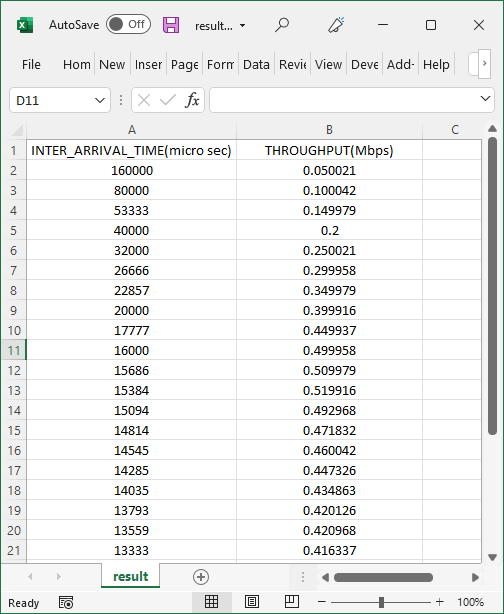 AutoSave Off result...
File Hom New Inser Page Form Data Revie View Deve Add- Help
D11 fx
A B C
1 INTER_ARRIVAL_TIME(micro sec) THROUGHPUT(Mbps)
2 160000 0.050021
3 80000 0.100042
4 53333 0.149979
5 40000 0.2
6 32000 0.250021
7 26666 0.299958
8 22857 0.349979
9 20000 0.399916
10 17777 0.449937
11 16000 0.499958
12 15686 0.509979
13 15384 0.519916
14 15094 0.492968
15 14814 0.471832
16 14545 0.460042
17 14285 0.447326
18 14035 0.434863
19 13793 0.420126
20 13559 0.420968
21 13333 0.416337
result
Ready 100%